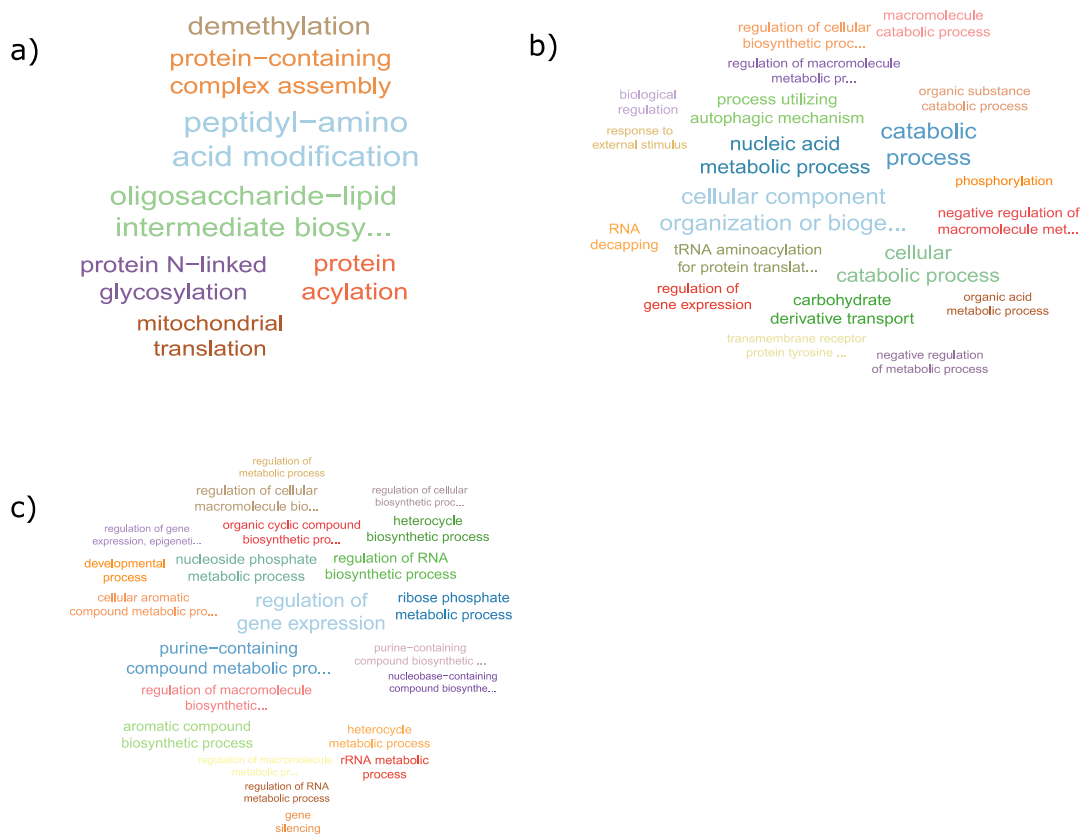 a)
demethylation
protein−containing
complex assembly
peptidyl−amino
acid modification
oligosaccharide−lipid
intermediate biosy...
protein N−linked
glycosylation
protein
acylation
mitochondrial
translation
b)
regulation of cellular
biosynthetic proc...
macromolecule
catabolic process
regulation of macromolecule
metabolic pr...
biological
regulation
process utilizing
autophagic mechanism
organic substance
catabolic process
response to
external stimulus
nucleic acid
metabolic process
catabolic
process
phosphorylation
cellular component
organization or bioge...
negative regulation of
macromolecule met...
RNA
decapping
tRNA aminoacylation
for protein translat...
cellular
catabolic process
regulation of
gene expression
carbohydrate
derivative transport
organic acid
metabolic process
transmembrane receptor
protein tyrosine ...
negative regulation
of metabolic process
c)
regulation of
metabolic process
regulation of cellular
macromolecule bio...
regulation of cellular
biosynthetic proc...
regulation of gene
expression, epigeneti...
organic cyclic compound
biosynthetic pro...
heterocycle
biosynthetic process
developmental
process
nucleoside phosphate
metabolic process
regulation of RNA
biosynthetic process
cellular aromatic
compound metabolic pro...
regulation of
gene expression
ribose phosphate
metabolic process
purine−containing
compound metabolic pro...
purine−containing
compound biosynthetic ...
nucleobase−containing
compound biosynthe...
regulation of macromolecule
biosynthetic...
aromatic compound
biosynthetic process
heterocycle
metabolic process
regulation of macromolecule
metabolic pr...
rRNA metabolic
process
regulation of RNA
metabolic process
gene
silencing